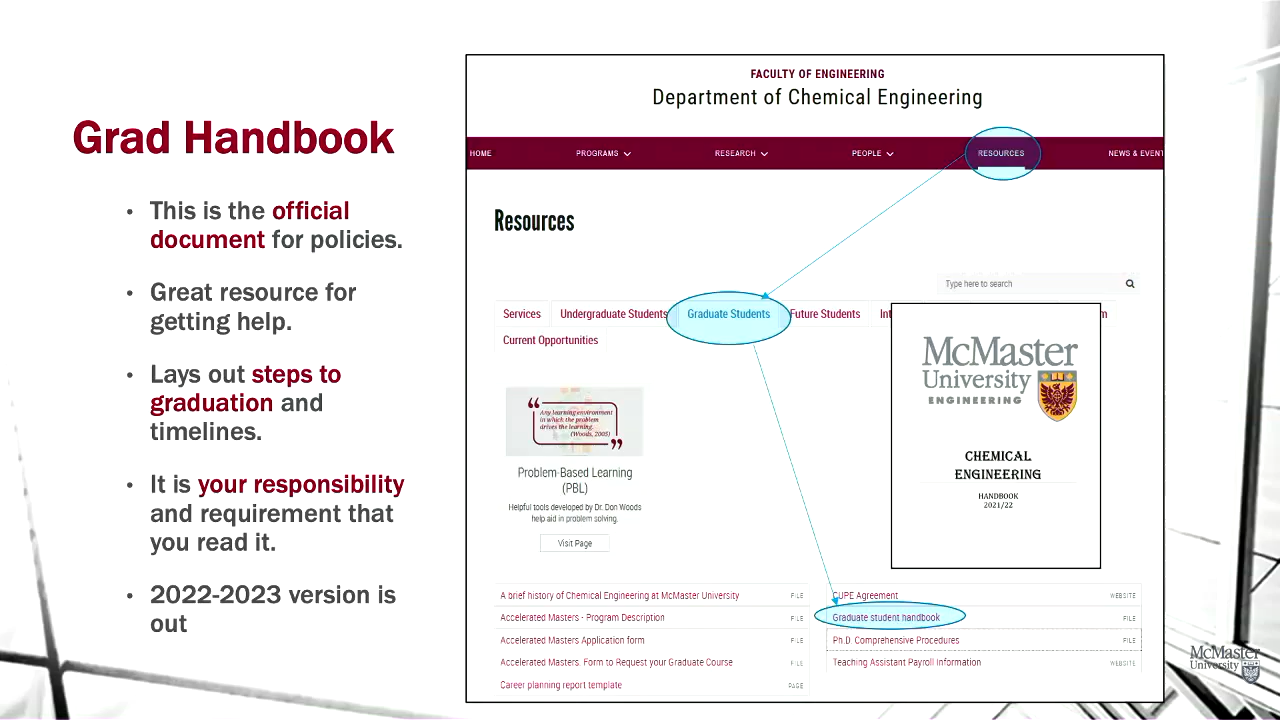 Grad Handbook
• This is the official
document for policies.
• Great resource for
getting help.
• Lays out steps to
graduation and
timelines.
• It is your responsibility
and requirement that
you read it.
• 2022-2023 version is
out
FACULTY OF ENGINEERING
Department of Chemical Engineering
HOME PROGRAMS RESEARCH PEOPLE RESOURCES NEWS & EVENT
Resources
Type here to search
Services Undergraduate Students Graduate Students Future Students Int m
Current Opportunities
Any learning environment
in which the problem
drives the learning.
(Woods, 2005)
Problem-Based Learning
(PBL)
Helpful tools developed by Dr. Don Woods
help aid in problem solving.
Visit Page
McMaster
University
ENGINEERING
CHEMICAL
ENGINEERING
HANDBOOK
2021/22
A brief history of Chemical Engineering at McMaster University FILE
Accelerated Masters - Program Description FILE
Accelerated Masters Application form FILE
Accelerated Masters: Form to Request your Graduate Course FILE
Career planning report template PAGE
CUPE Agreement WEBSITE
Graduate student handbook FILE
Ph.D. Comprehensive Procedures FILE
Teaching Assistant Payroll Information WEBSITE
McMaster
University